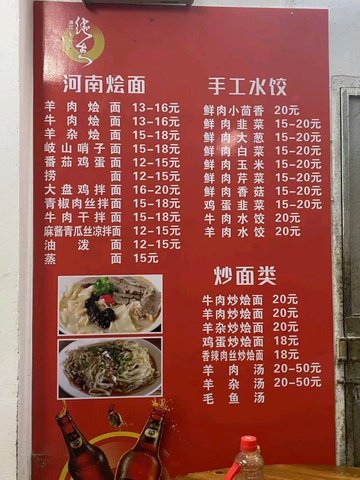 河南烩面
羊肉烩面 13-16元
牛肉烩面 13-16元
羊杂烩面 15-18元
岐山哨子面 15-18元
番茄鸡蛋面 12-15元
捞面 12-15元
大盘鸡拌面 16-20元
青椒肉丝拌面 15-18元
牛肉干拌面 15-18元
麻酱青瓜丝凉拌面 12-15元
油泼面 12-15元
蒸面 15元
手工水饺
鲜肉小茴香 20元
鲜肉韭菜 15-20元
鲜肉大葱 15-20元
鲜肉白菜 15-20元
鲜肉玉米 15-20元
鲜肉芹菜 15-20元
鲜肉香菇 15-20元
鸡蛋韭菜 15-20元
牛肉水饺 20元
羊肉水饺 20元
炒面类
牛肉炒烩面 20元
羊肉炒烩面 20元
羊杂炒烩面 20元
鸡蛋炒烩面 18元
香辣肉丝炒烩面 18元
羊肉汤 20-50元
羊杂汤 20-50元
毛鱼汤